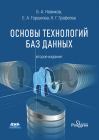 Б. А. Новиков,
Е. А. Горшкова, Н. Г. Графеева
ОСНОВЫ ТЕХНОЛОГИЙ
БАЗ ДАННЫХ
второе издание